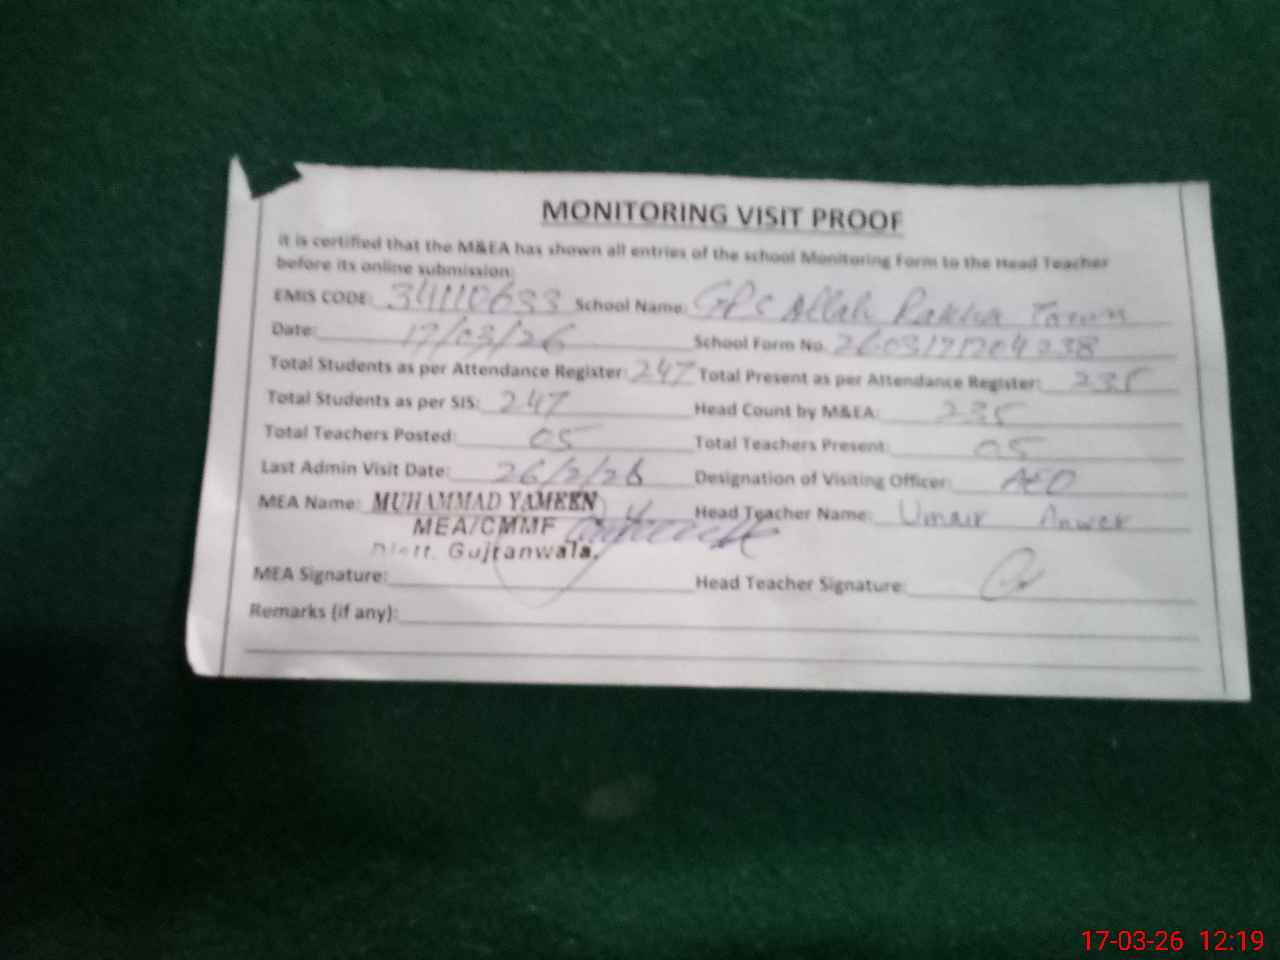 MONITORING VISIT PROOF
It is certified that the M&EA has shown all entries of the school Monitoring Form to the Head Teacher
before its online submission:
EMIS CODE: 34110633 School Name: GPS Allah Rakha
Date: 17/03/26 School Form No. 2603171204238
Total Students as per Attendance Register: 247 Total Present as per Attendance Register: 235
Total Students as per SIS: 247 Head Count by M&EA: 235
Total Teachers Posted: 05 Total Teachers Present: 05
Last Admin Visit Date: 26/2/26 Designation of Visiting Officer: AEO
MEA Name: MUHAMMAD YAMEEN Head Teacher Name: Umair Anwer
MEA/CMMF
Distt. Gujranwala.
MEA Signature: Head Teacher Signature:
Remarks (if any):
17-03-26 12:19